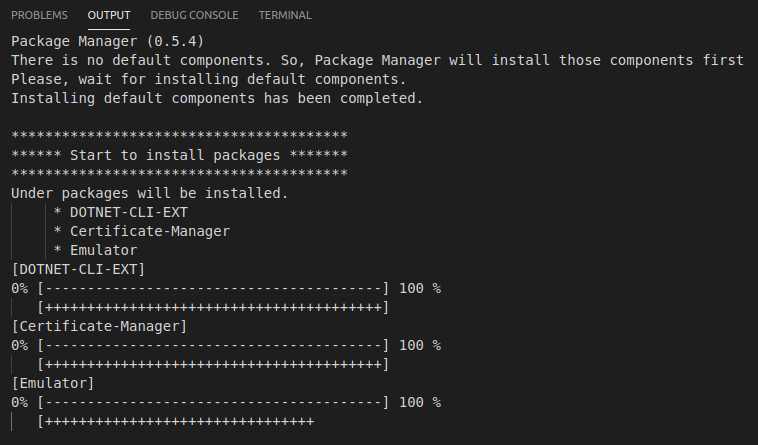 PROBLEMS OUTPUT DEBUG CONSOLE TERMINAL
Package Manager (0.5.4)
There is no default components. So, Package Manager will install those components first
Please, wait for installing default components.
Installing default components has been completed.
****************************************
****** Start to install packages *******
****************************************
Under packages will be installed.
* DOTNET-CLI-EXT
* Certificate-Manager
* Emulator
[DOTNET-CLI-EXT]
0% [----------------------------------------] 100 %
[++++++++++++++++++++++++++++++++++++++++]
[Certificate-Manager]
0% [----------------------------------------] 100 %
[++++++++++++++++++++++++++++++++++++++++]
[Emulator]
0% [----------------------------------------] 100 %
[++++++++++++++++++++++++++++++++